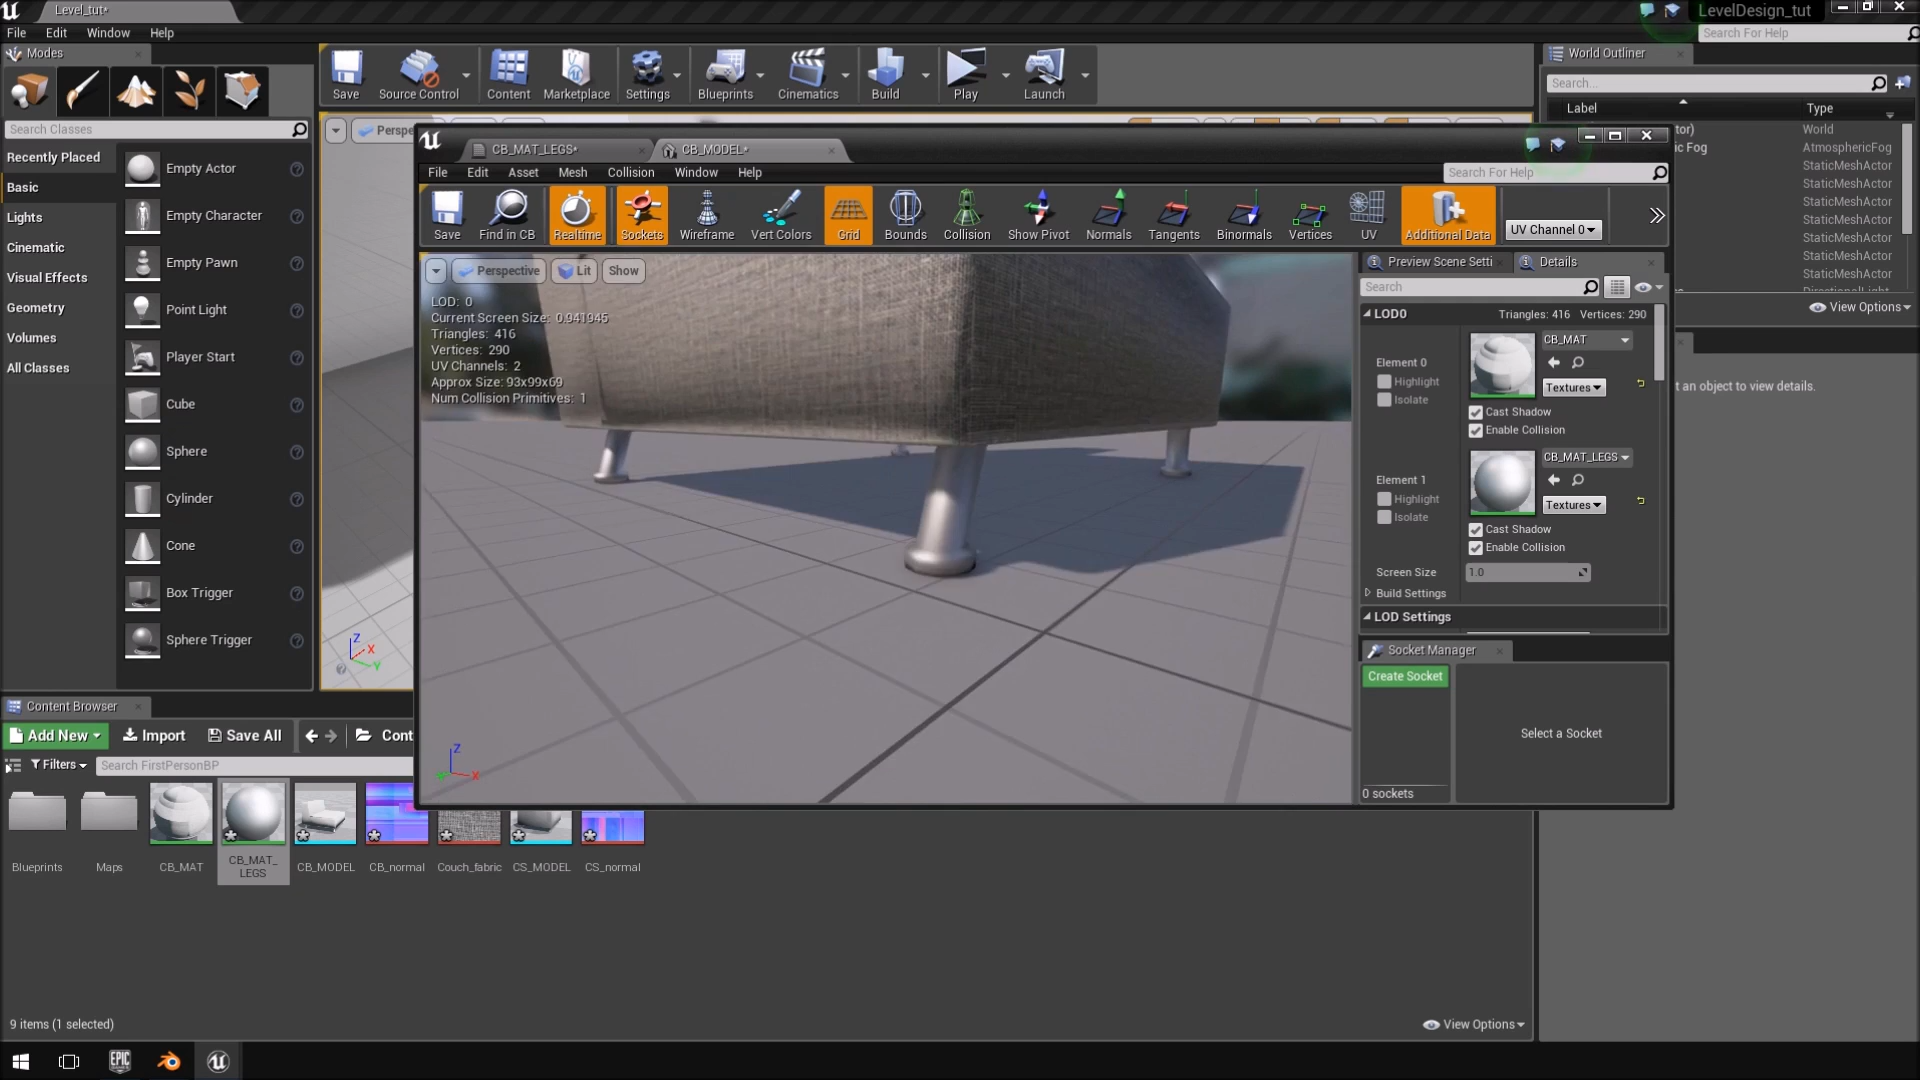 Level_tut*
LevelDesign_tut
File Edit Window Help
Search For Help
Modes
Search Classes
Recently Placed
Basic
Lights
Cinematic
Visual Effects
Geometry
Volumes
All Classes
Empty Actor
Empty Character
Empty Pawn
Point Light
Player Start
Cube
Sphere
Cylinder
Cone
Box Trigger
Sphere Trigger
Save Source Control Content Marketplace Settings Blueprints Cinematics Build Play Launch
Perspe
CB_MAT_LEGS* CB_MODEL*
File Edit Asset Mesh Collision Window Help
Search For Help
Save Find in CB Realtime Sockets Wireframe Vert Colors Grid Bounds Collision Show Pivot Normals Tangents Binormals Vertices UV Additional Data UV Channel 0
Perspective Lit Show
LOD: 0
Current Screen Size: 0.941945
Triangles: 416
Vertices: 290
UV Channels: 2
Approx Size: 93x99x69
Num Collision Primitives: 1
Z
X
Z
X
Y
Preview Scene Setti Details
Search
LOD0 Triangles: 416 Vertices: 290
Element 0
Highlight
Isolate
CB_MAT
Textures
Cast Shadow
Enable Collision
Element 1
Highlight
Isolate
CB_MAT_LEGS
Textures
Cast Shadow
Enable Collision
Screen Size 1.0
Build Settings
LOD Settings
Socket Manager
Create Socket
Select a Socket
0 sockets
World Outliner
Search...
Label Type
tor) World
c Fog AtmosphericFog
StaticMeshActor
StaticMeshActor
StaticMeshActor
StaticMeshActor
StaticMeshActor
StaticMeshActor
StaticMeshActor
DirectionalLight
View Options
t an object to view details.
Content Browser
Add New Import Save All Cont
Filters Search FirstPersonBP
Blueprints
Maps
CB_MAT
CB_MAT_
LEGS
CB_MODEL
CB_normal
Couch_fabric
CS_MODEL
CS_normal
9 items (1 selected)
View Options
EPIC